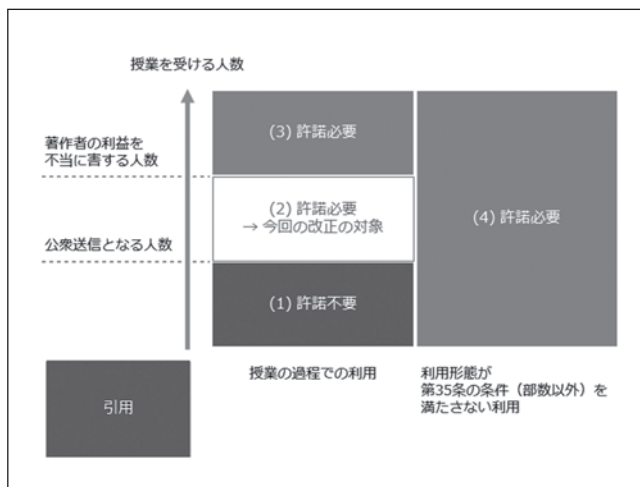 授業を受ける人数
著作者の利益を
不当に害する人数
(3) 許諾必要
(2) 許諾必要
→ 今回の改正の対象
(4) 許諾必要
公衆送信となる人数
(1) 許諾不要
授業の過程での利用
利用形態が
第35条の条件（部数以外）を
満たさない利用
引用